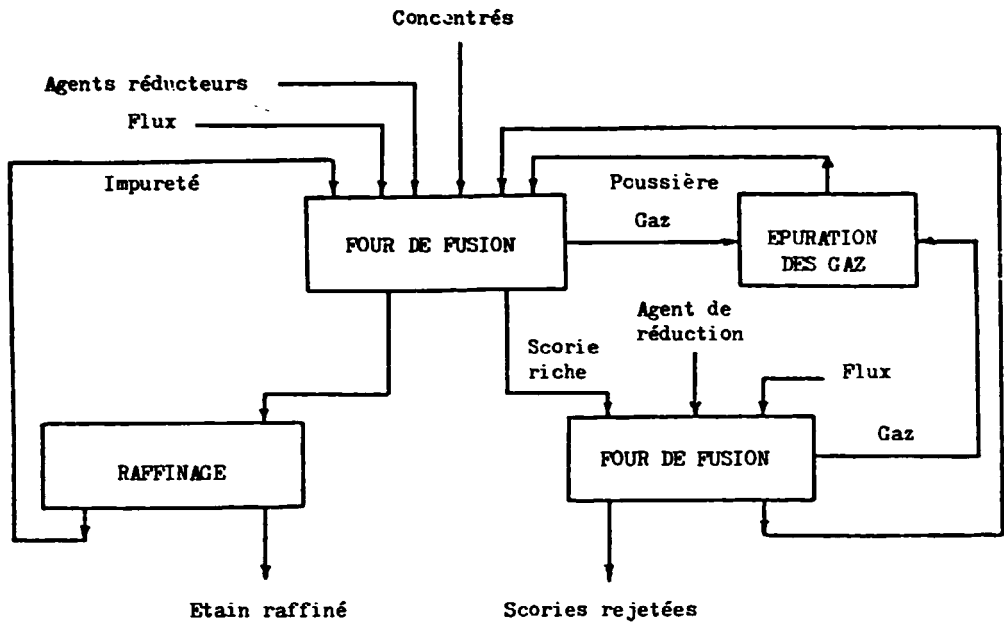 Concentrés
Agents réducteurs
Flux
Impureté
Poussière
Gaz
FOUR DE FUSION
EPURATION
DES GAZ
Agent de
réduction
Scorie
riche
Flux
Gaz
RAFFINAGE
FOUR DE FUSION
Etain raffiné
Scories rejetées